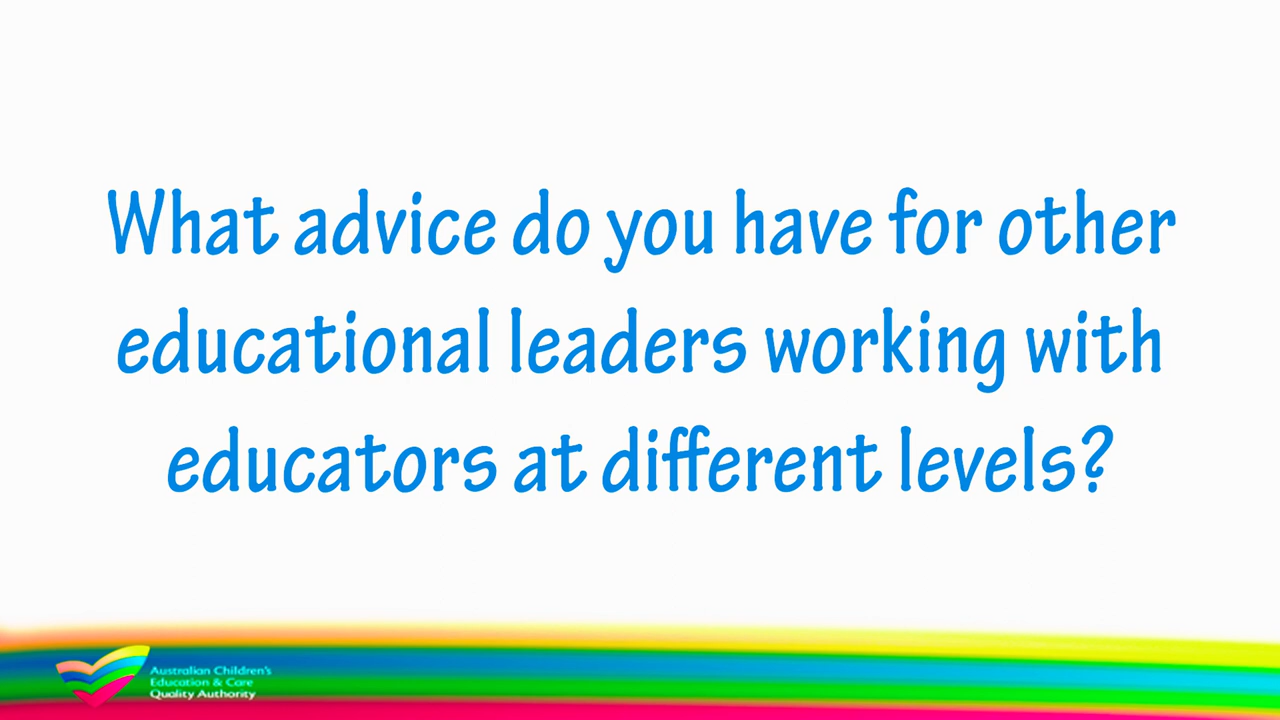 What advice do you have for other
educational leaders working with
educators at different levels?
Australian Children's
Education & Care
Quality Authority